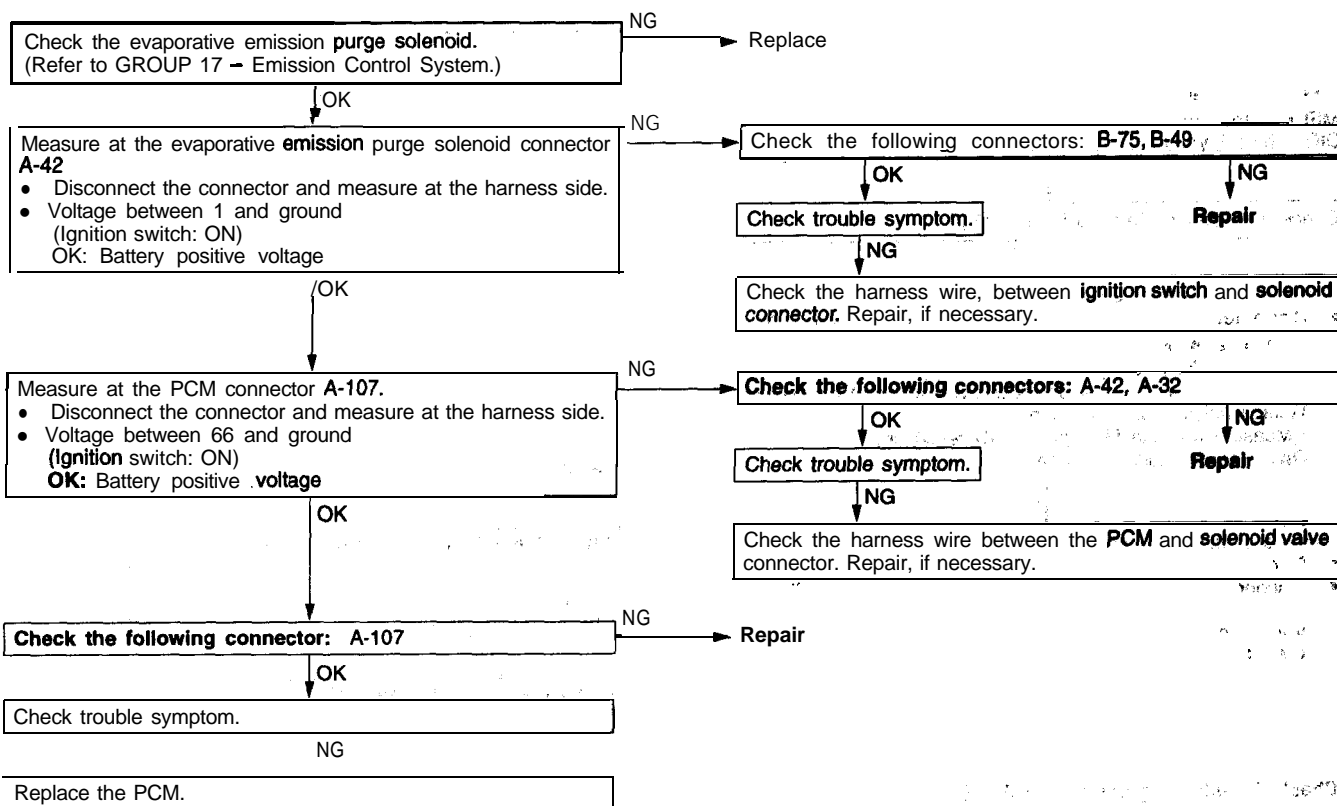 NG
Check the evaporative emission purge solenoid.
(Refer to GROUP 17 – Emission Control System.)
Replace
OK
Measure at the evaporative emission purge solenoid connector
A-42
● Disconnect the connector and measure at the harness side.
● Voltage between 1 and ground
(Ignition switch: ON)
OK: Battery positive voltage
NG
Check the following connectors: B-75, B-49
OK
NG
Check trouble symptom.
Repair
NG
Check the harness wire, between ignition switch and solenoid
connector. Repair, if necessary.
OK
Measure at the PCM connector A-107.
● Disconnect the connector and measure at the harness side.
● Voltage between 66 and ground
(Ignition switch: ON)
OK: Battery positive voltage
NG
Check the following connectors: A-42, A-32
OK
NG
Check trouble symptom.
Repair
NG
Check the harness wire between the PCM and solenoid valve
connector. Repair, if necessary.
OK
Check the following connector: A-107
NG
Repair
OK
Check trouble symptom.
NG
Replace the PCM.